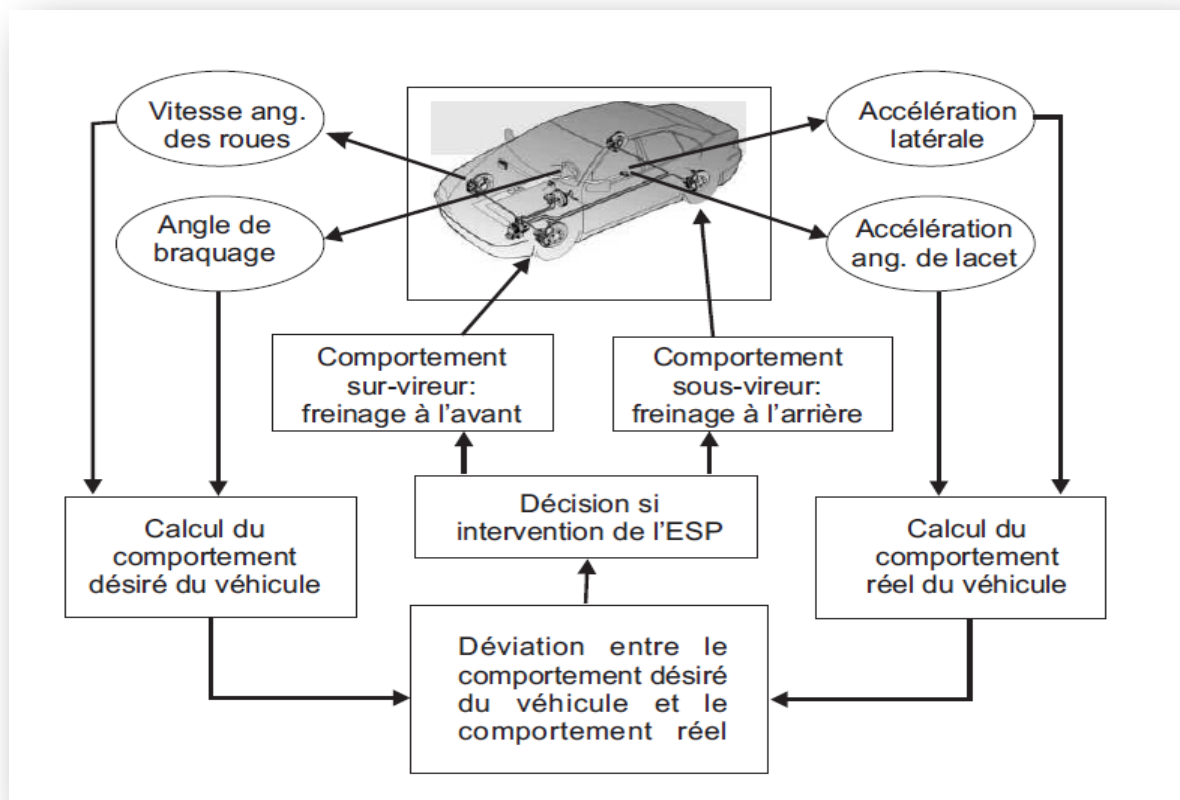 Vitesse ang.
des roues
Accélération
latérale
Angle de
braquage
Accélération
ang. de lacet
Comportement
sur-vireur:
freinage à l'avant
Comportement
sous-vireur:
freinage à l'arrière
Décision si
intervention de l'ESP
Calcul du
comportement
désiré du véhicule
Calcul du
comportement
réel du véhicule
Déviation entre le
comportement désiré
du véhicule et le
comportement réel